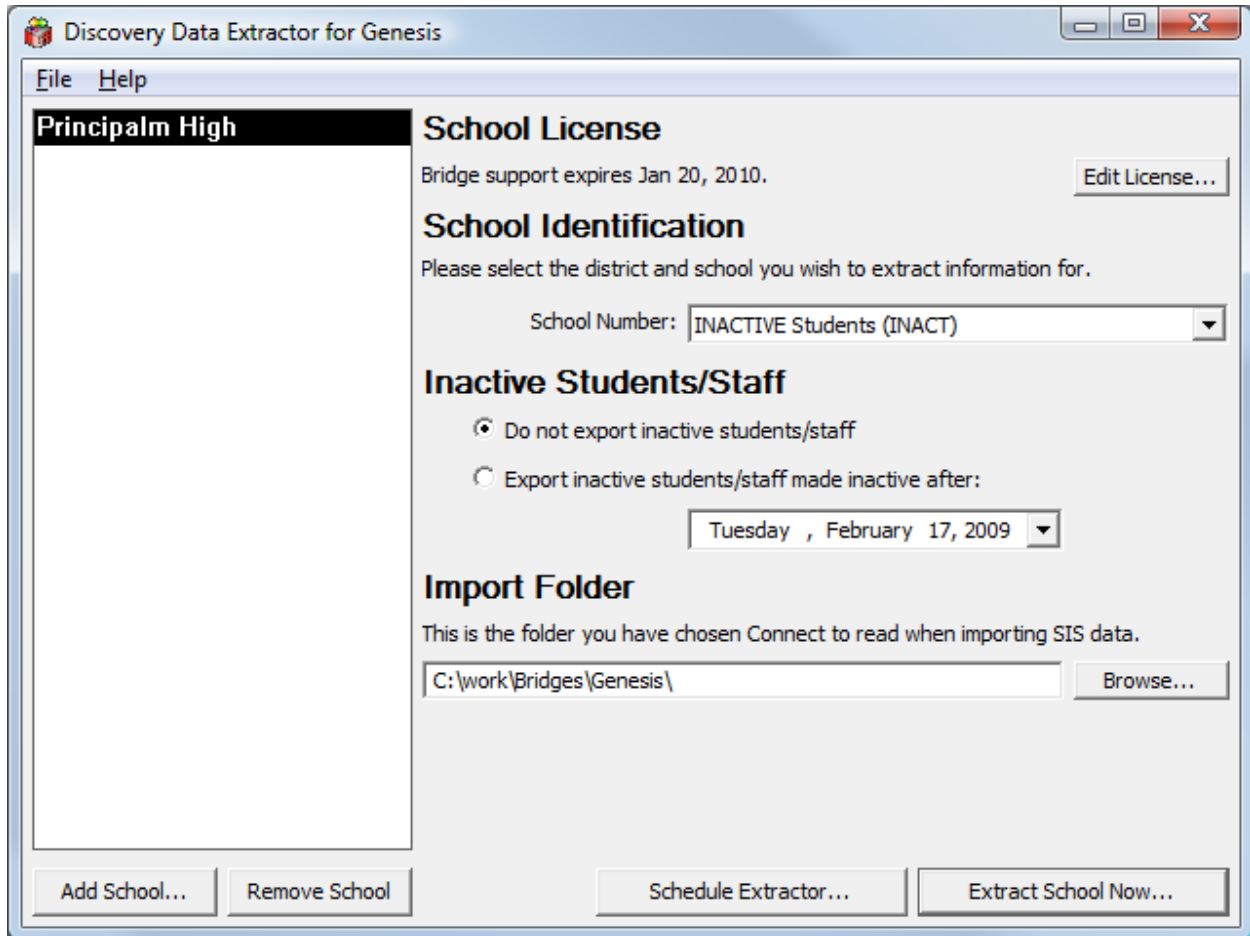 Discovery Data Extractor for Genesis
File Help
Principalm High
School License
Bridge support expires Jan 20, 2010.
Edit License...
School Identification
Please select the district and school you wish to extract information for.
School Number: INACTIVE Students (INACT)
Inactive Students/Staff
Do not export inactive students/staff
Export inactive students/staff made inactive after:
Tuesday , February 17, 2009
Import Folder
This is the folder you have chosen Connect to read when importing SIS data.
C:\work\Bridges\Genesis\
Browse...
Add School...
Remove School
Schedule Extractor...
Extract School Now...